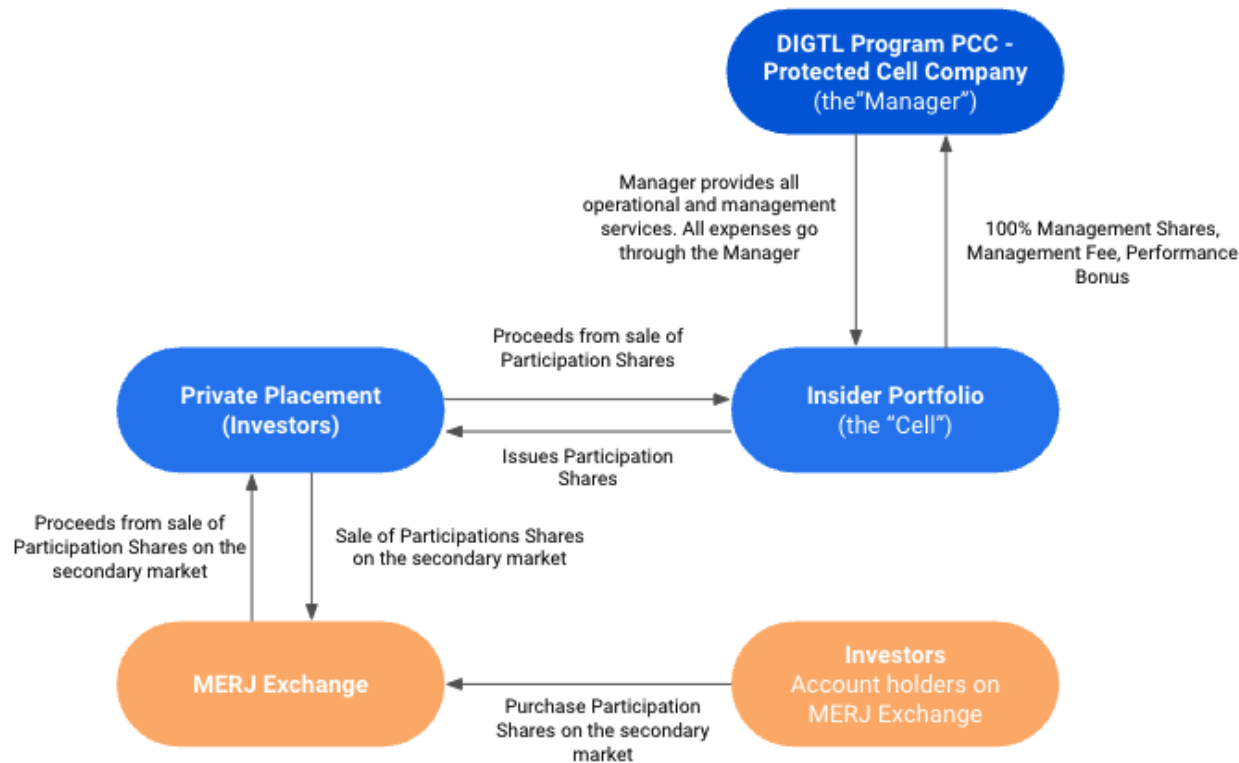 DIGTL Program PCC -
Protected Cell Company
(the“Manager”)
Manager provides all
operational and management
services. All expenses go
through the Manager
100% Management Shares,
Management Fee, Performance
Bonus
Proceeds from sale of
Participation Shares
Private Placement
(Investors)
Insider Portfolio
(the “Cell”)
Issues Participation
Shares
Proceeds from sale of
Participation Shares on the
secondary market
Sale of Participations Shares
on the secondary market
MERJ Exchange
Investors
Account holders on
MERJ Exchange
Purchase Participation
Shares on the secondary
market